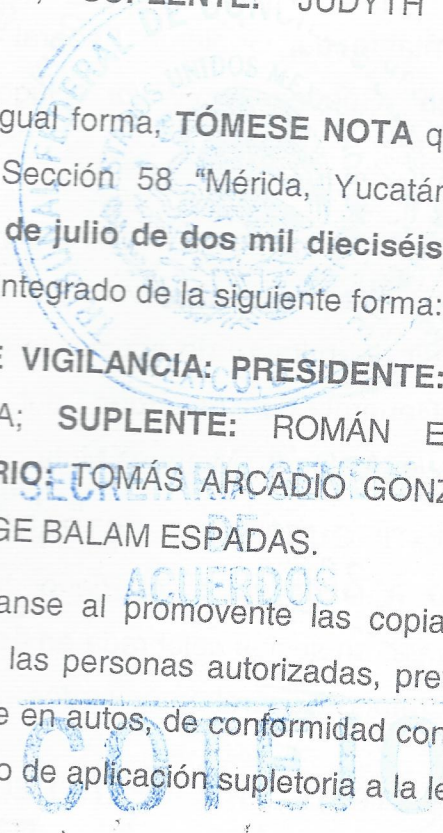 SUPLENTE: JUDYTH
gual forma, TÓMESE NOTA q
Sección 58 "Mérida, Yucatán
de julio de dos mil dieciséis
ntegrado de la siguiente forma:
E VIGILANCIA: PRESIDENTE:
A; SUPLENTE: ROMÁN E
RIO: TOMÁS ARCADIO GONZ
SECRETARÍA GENERAL
GE BALAM ESPADAS.
DE
ACUERDOS
anse al promovente las copia
las personas autorizadas, pre
e en autos, de conformidad con
COTEJO
o de aplicación supletoria a la le